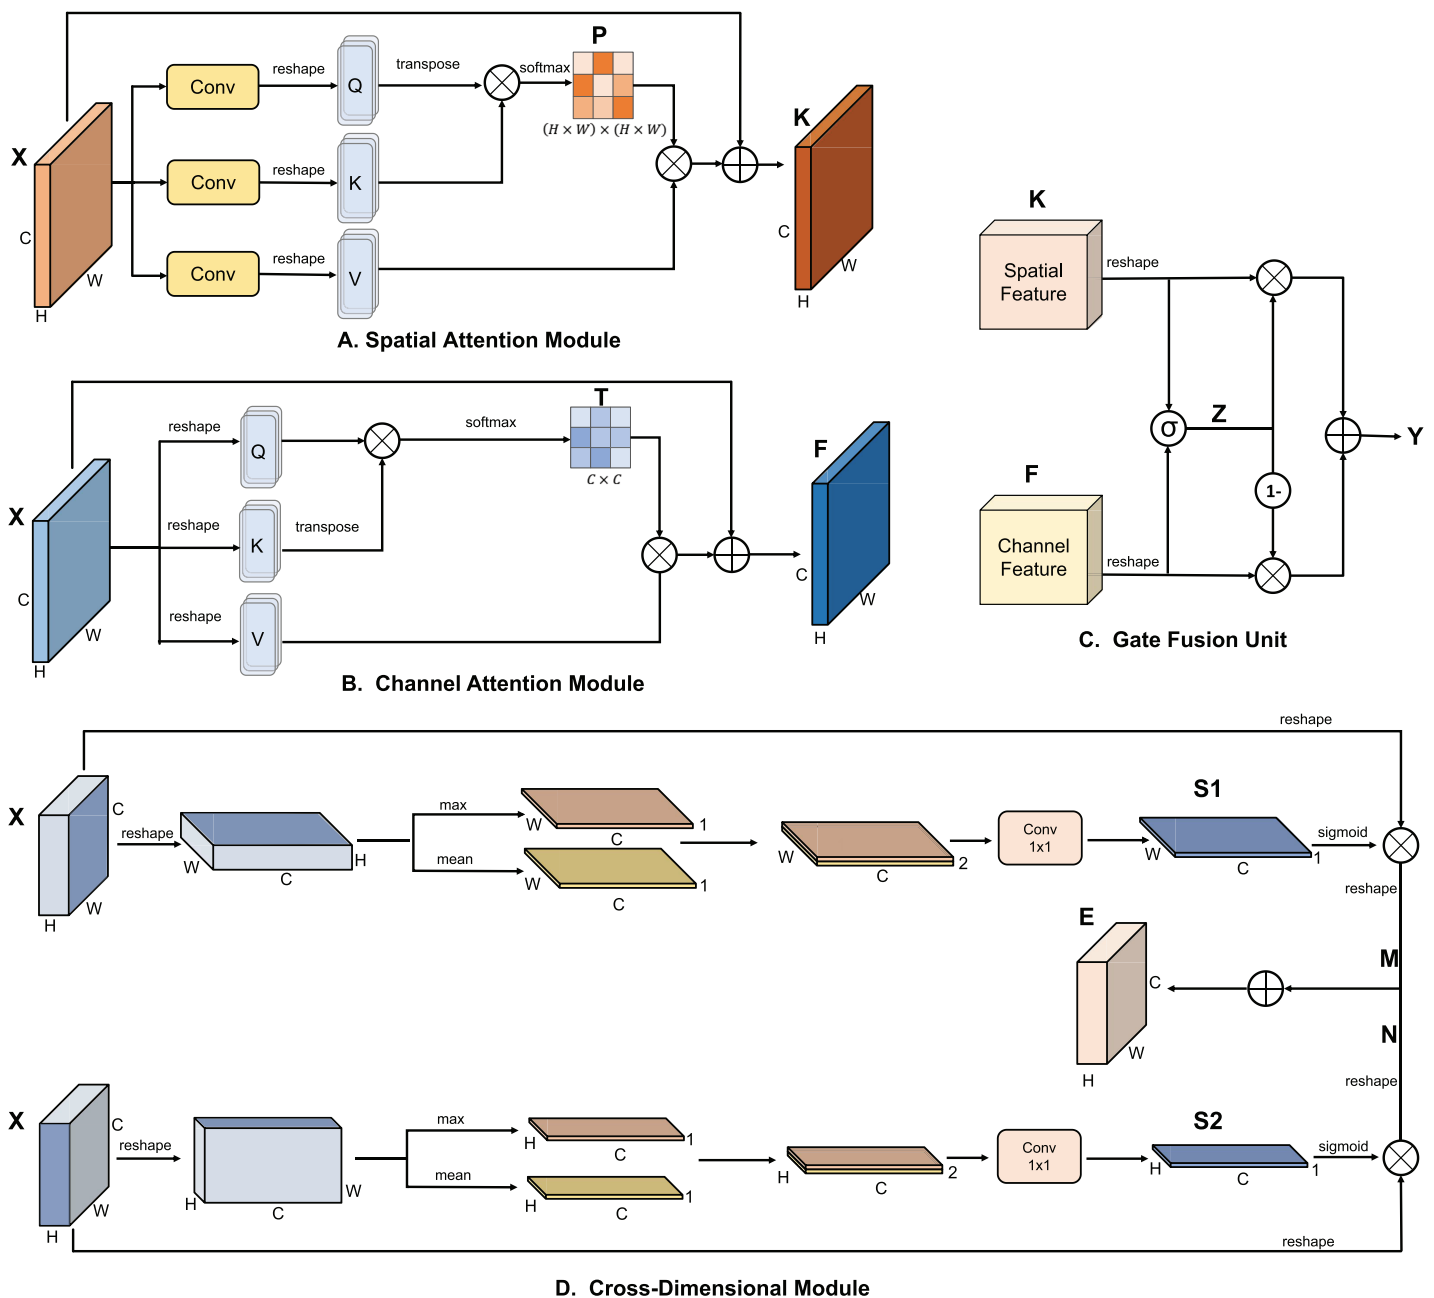 P
reshape
Q
transpose
softmax
Conv
(H × W) × (H × W)
K
X
Conv
reshape
K
C
W
H
Conv
reshape
V
C
W
H
A. Spatial Attention Module
K
Spatial
Feature
reshape
σ
Z
Y
1-
F
Channel
Feature
reshape
C. Gate Fusion Unit
T
reshape
Q
softmax
C × C
F
X
reshape
K
transpose
C
W
H
reshape
V
C
W
H
B. Channel Attention Module
reshape
X
C
W
H
reshape
W
C
H
max
W
C
1
mean
W
C
1
W
C
2
Conv
1x1
S1
W
C
1
sigmoid
reshape
M
E
C
W
H
N
reshape
X
C
W
H
reshape
H
C
W
max
H
C
1
mean
H
C
1
H
C
2
Conv
1x1
S2
H
C
1
sigmoid
reshape
D. Cross-Dimensional Module